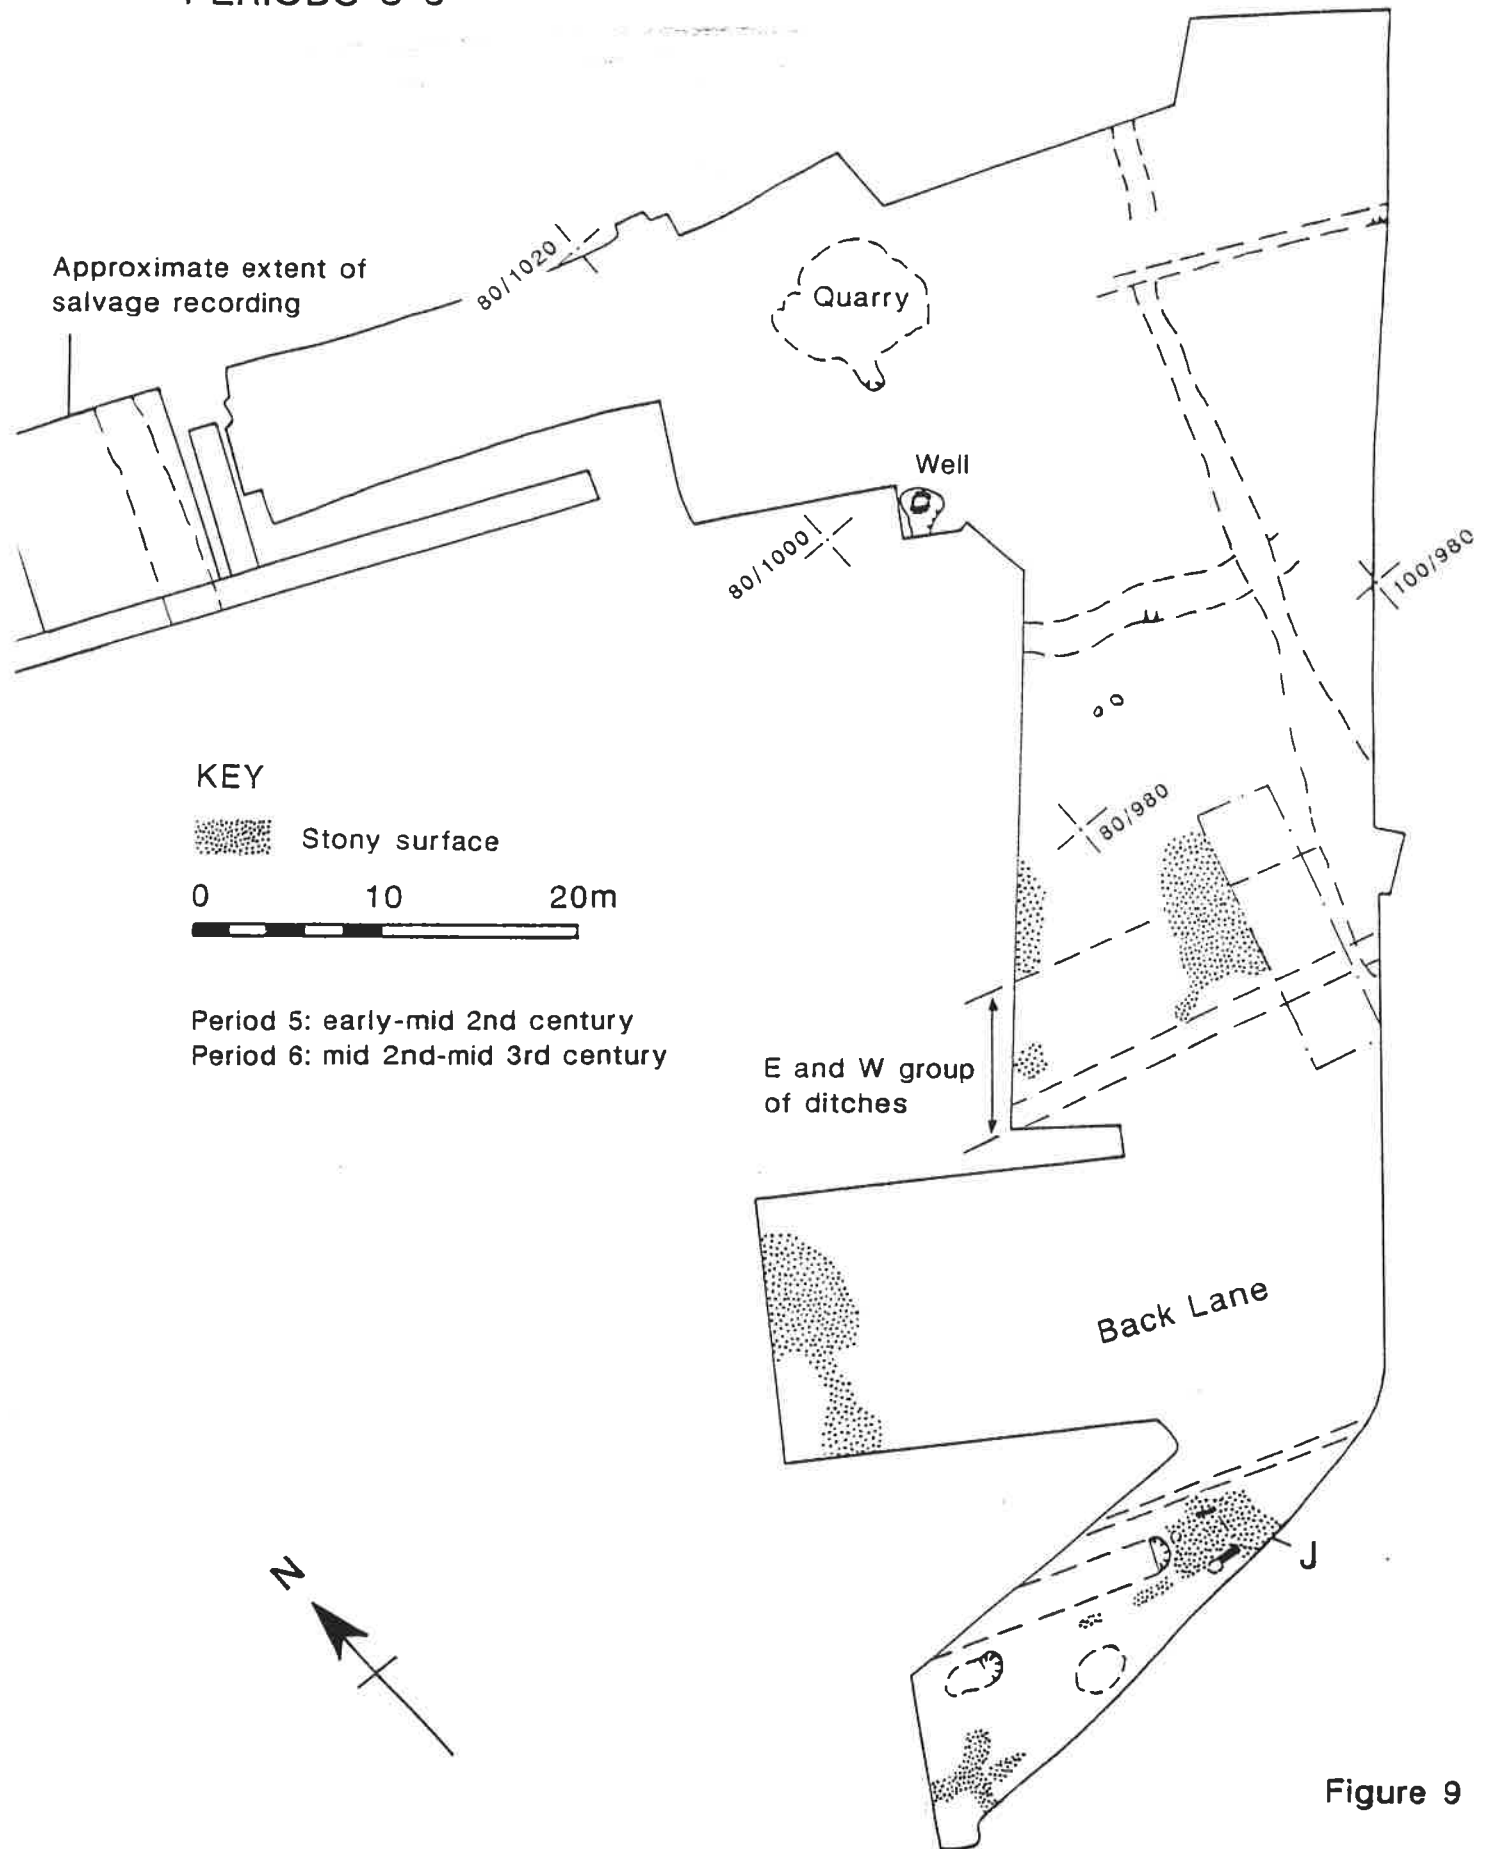 Approximate extent of
salvage recording
80/1020
Quarry
Well
80/1000
100/980
KEY
Stony surface
0 10 20m
80/980
Period 5: early-mid 2nd century
Period 6: mid 2nd-mid 3rd century
E and W group
of ditches
Back Lane
J
N
Figure 9